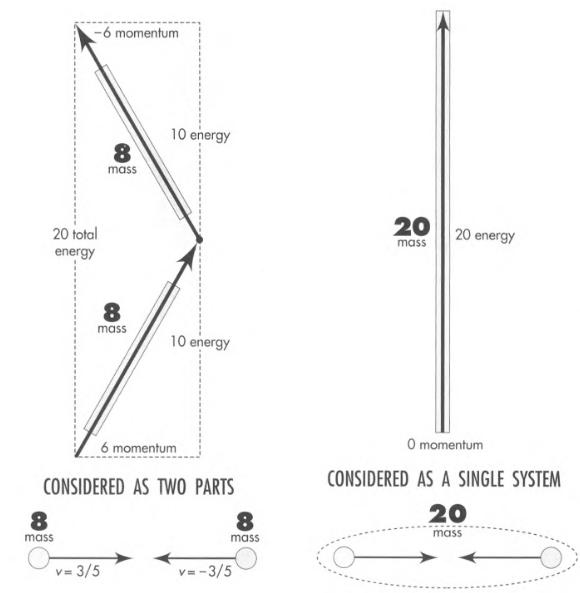 −6 momentum
10 energy
8
mass
20 total
energy
8
mass
10 energy
6 momentum
CONSIDERED AS TWO PARTS
8
mass
v = 3/5
8
mass
v = −3/5
20
mass
20 energy
0 momentum
CONSIDERED AS A SINGLE SYSTEM
20
mass